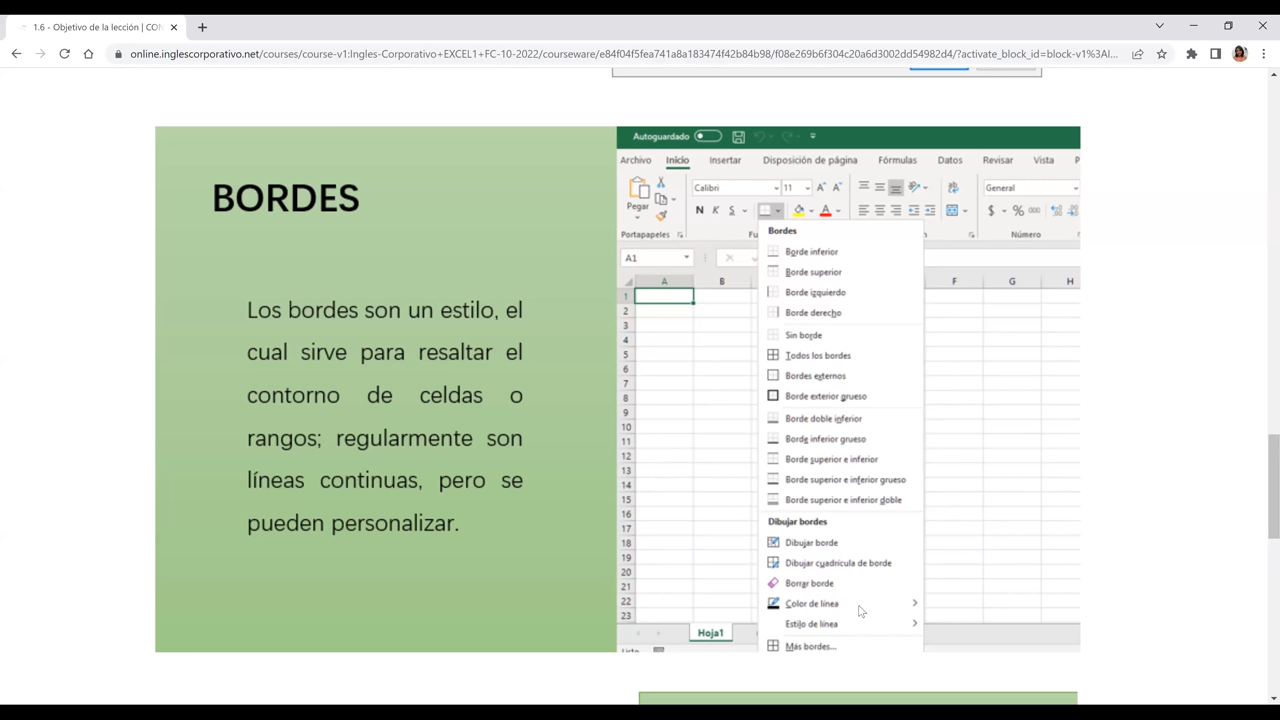 1.6 - Objetivo de la lección | CON
online.inglescorporativo.net/courses/course-v1:Ingles-Corporativo+EXCEL1+FC-10-2022/courseware/e84f04f5fea741a8a183474f42b84b98/f08e269b6f304c20a6d3002dd54982d4/?activate_block_id=block-v1%3AI...
BORDES
Los bordes son un estilo, el
cual sirve para resaltar el
contorno de celdas o
rangos; regularmente son
líneas continuas, pero se
pueden personalizar.
Autoguardado
Archivo Inicio Insertar Disposición de página Fórmulas Datos Revisar Vista P
Pegar
Calibri 11 A A General
N K S A $ % 000
Portapapeles Fu Número
A1
A B F G H
Bordes
Borde inferior
Borde superior
Borde izquierdo
Borde derecho
Sin borde
Todos los bordes
Bordes externos
Borde exterior grueso
Borde doble inferior
Borde inferior grueso
Borde superior e inferior
Borde superior e inferior grueso
Borde superior e inferior doble
Dibujar bordes
Dibujar borde
Dibujar cuadrícula de borde
Borrar borde
Color de línea
Estilo de línea
Más bordes...
1
2
3
4
5
6
7
8
9
10
11
12
13
14
15
16
17
18
19
20
21
22
23
Hoja1